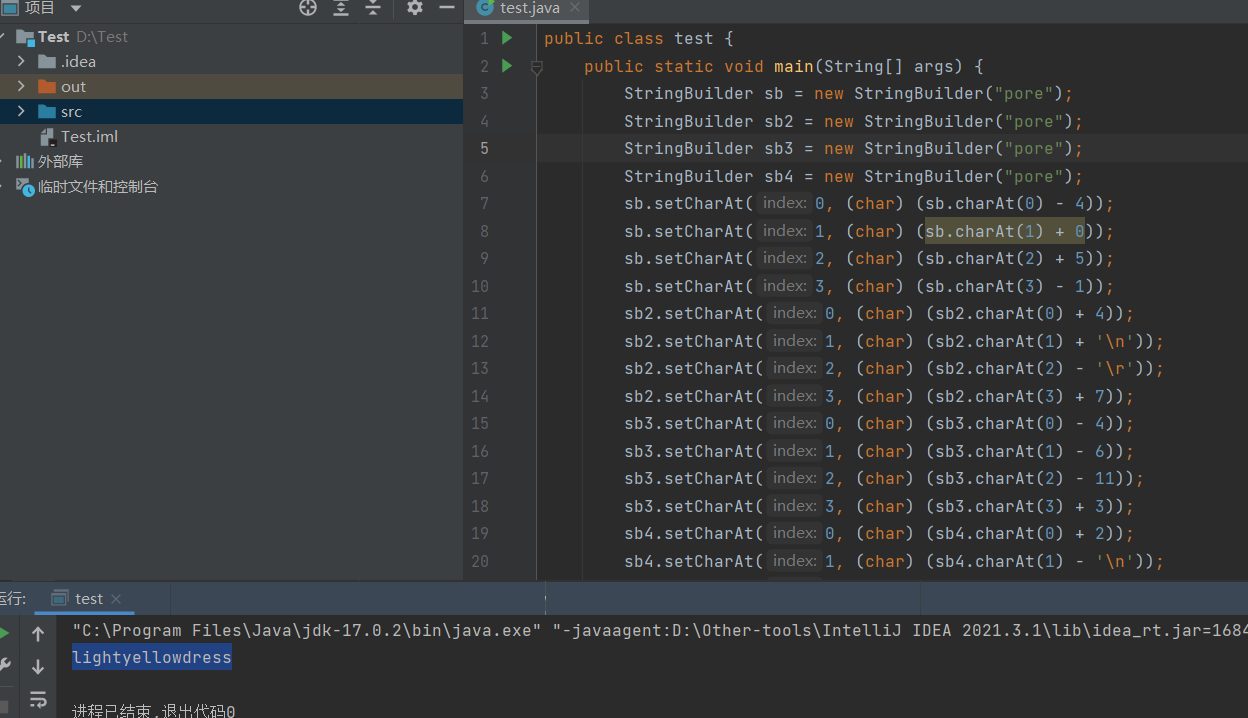 项目
test.java
Test D:\Test
.idea
out
src
Test.iml
外部库
临时文件和控制台
1 public class test {
2 public static void main(String[] args) {
3 StringBuilder sb = new StringBuilder("pore");
4 StringBuilder sb2 = new StringBuilder("pore");
5 StringBuilder sb3 = new StringBuilder("pore");
6 StringBuilder sb4 = new StringBuilder("pore");
7 sb.setCharAt( index: 0, (char) (sb.charAt(0) - 4));
8 sb.setCharAt( index: 1, (char) (sb.charAt(1) + 0));
9 sb.setCharAt( index: 2, (char) (sb.charAt(2) + 5));
10 sb.setCharAt( index: 3, (char) (sb.charAt(3) - 1));
11 sb2.setCharAt( index: 0, (char) (sb2.charAt(0) + 4));
12 sb2.setCharAt( index: 1, (char) (sb2.charAt(1) + '\n'));
13 sb2.setCharAt( index: 2, (char) (sb2.charAt(2) - '\r'));
14 sb2.setCharAt( index: 3, (char) (sb2.charAt(3) + 7));
15 sb3.setCharAt( index: 0, (char) (sb3.charAt(0) - 4));
16 sb3.setCharAt( index: 1, (char) (sb3.charAt(1) - 6));
17 sb3.setCharAt( index: 2, (char) (sb3.charAt(2) - 11));
18 sb3.setCharAt( index: 3, (char) (sb3.charAt(3) + 3));
19 sb4.setCharAt( index: 0, (char) (sb4.charAt(0) + 2));
20 sb4.setCharAt( index: 1, (char) (sb4.charAt(1) - '\n'));
运行: test
"C:\Program Files\Java\jdk-17.0.2\bin\java.exe" "-javaagent:D:\Other-tools\IntelliJ IDEA 2021.3.1\lib\idea_rt.jar=1684
lightyellowdress
进程已结束,退出代码0